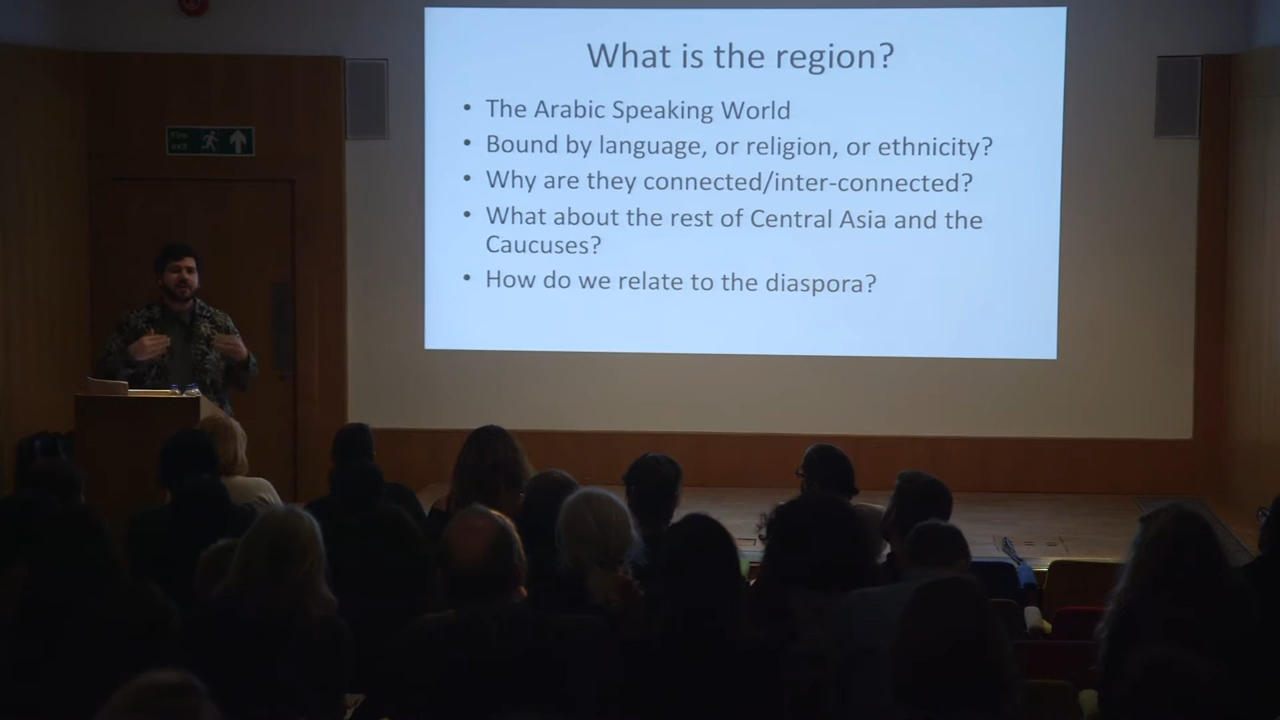 Fire
exit
What is the region?
• The Arabic Speaking World
• Bound by language, or religion, or ethnicity?
• Why are they connected/inter-connected?
• What about the rest of Central Asia and the
Caucuses?
• How do we relate to the diaspora?